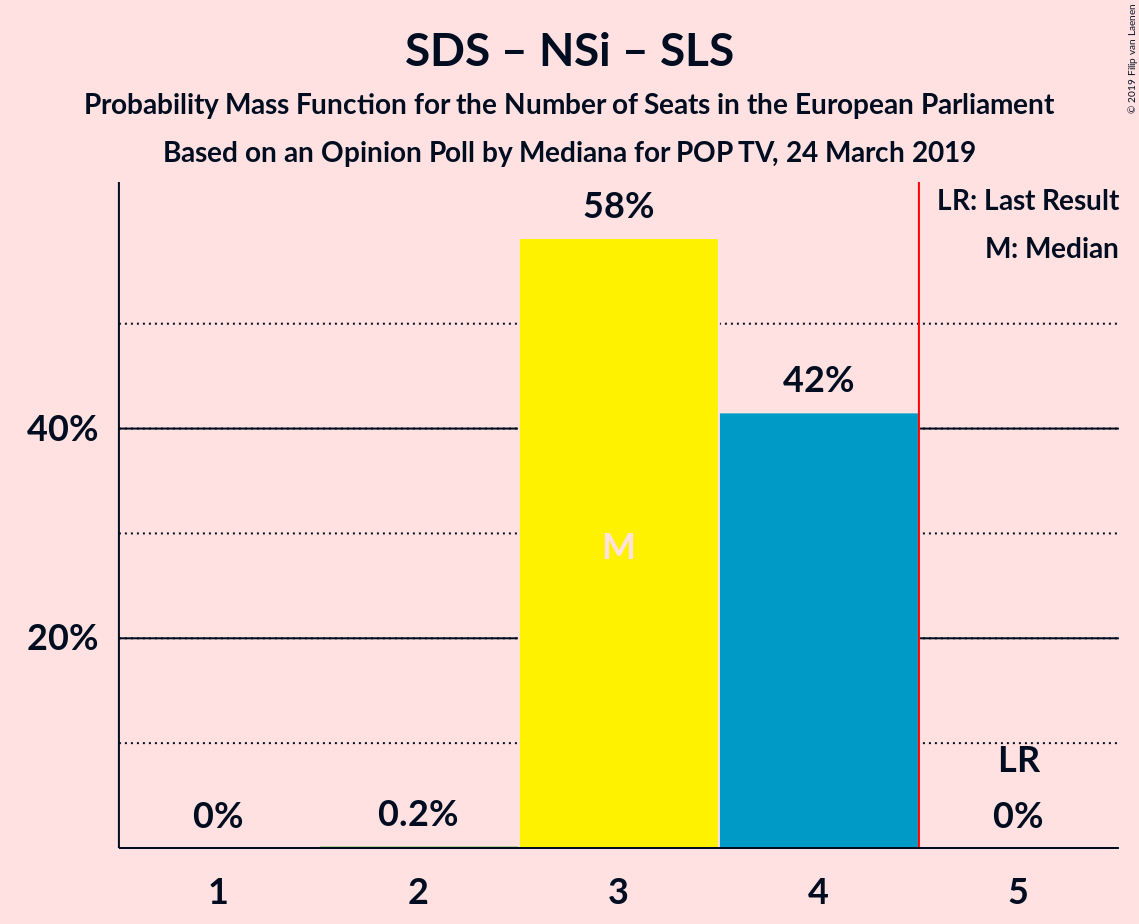 SDS – NSi – SLS
Probability Mass Function for the Number of Seats in the European Parliament
Based on an Opinion Poll by Mediana for POP TV, 24 March 2019
© 2019 Filip van Laenen
LR: Last Result
M: Median
58%
42%
40%
M
20%
LR
0%
0.2%
0%
1
2
3
4
5